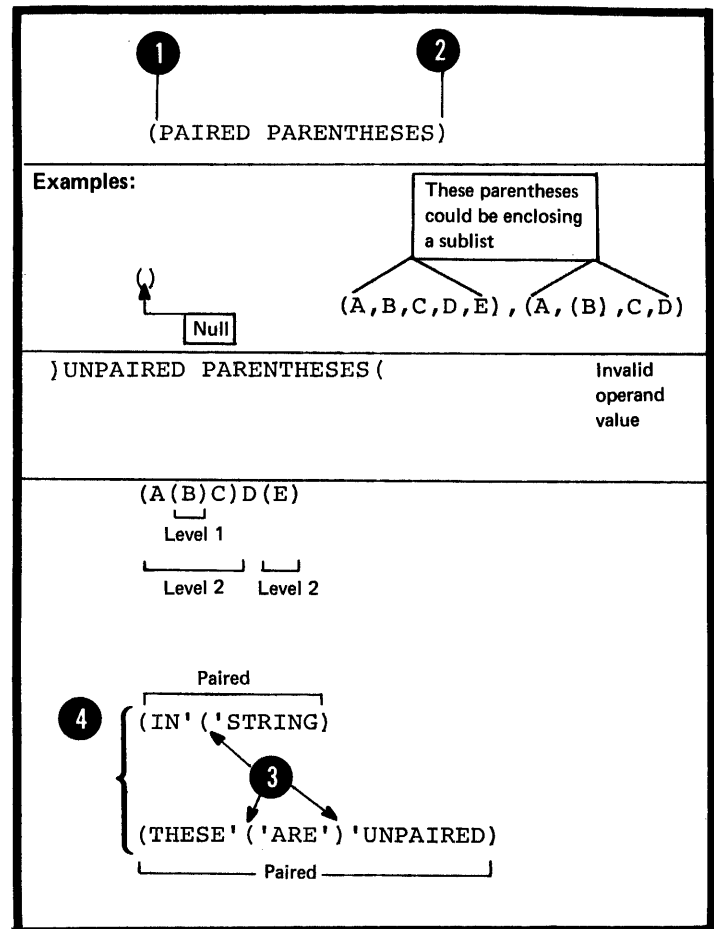 1 2
(PAIRED PARENTHESES)
Examples:
These parentheses
could be enclosing
a sublist
()
(A,B,C,D,E),(A,(B),C,D)
Null
)UNPAIRED PARENTHESES(
Invalid
operand
value
(A(B)C)D(E)
Level 1
Level 2 Level 2
Paired
4 (IN'('STRING)
3
(THESE'('ARE')'UNPAIRED)
Paired